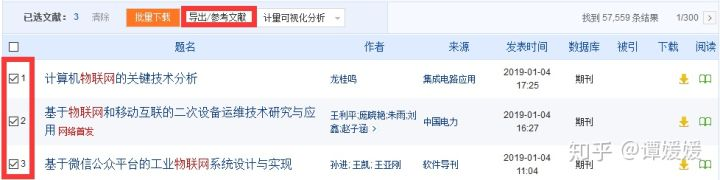 已选文献: 3 清除 批量下载 导出/参考文献 计量可视化分析 找到 57,559 条结果 1/300
题名 作者 来源 发表时间 数据库 被引 下载 阅读
1 计算机物联网的关键技术分析 龙桂鸣 集成电路应用 2019-01-04 17:25 期刊
2 基于物联网和移动互联的二次设备运维技术研究与应用 网络首发 王利平;庞晓艳;朱雨;刘鑫;赵子涵 中国电力 2019-01-04 16:27 期刊
3 基于微信公众平台的工业物联网系统设计与实现 孙进; 王凯; 王亚刚 软件导刊 2019-01-04 11:04 期刊
知乎 @谭媛媛